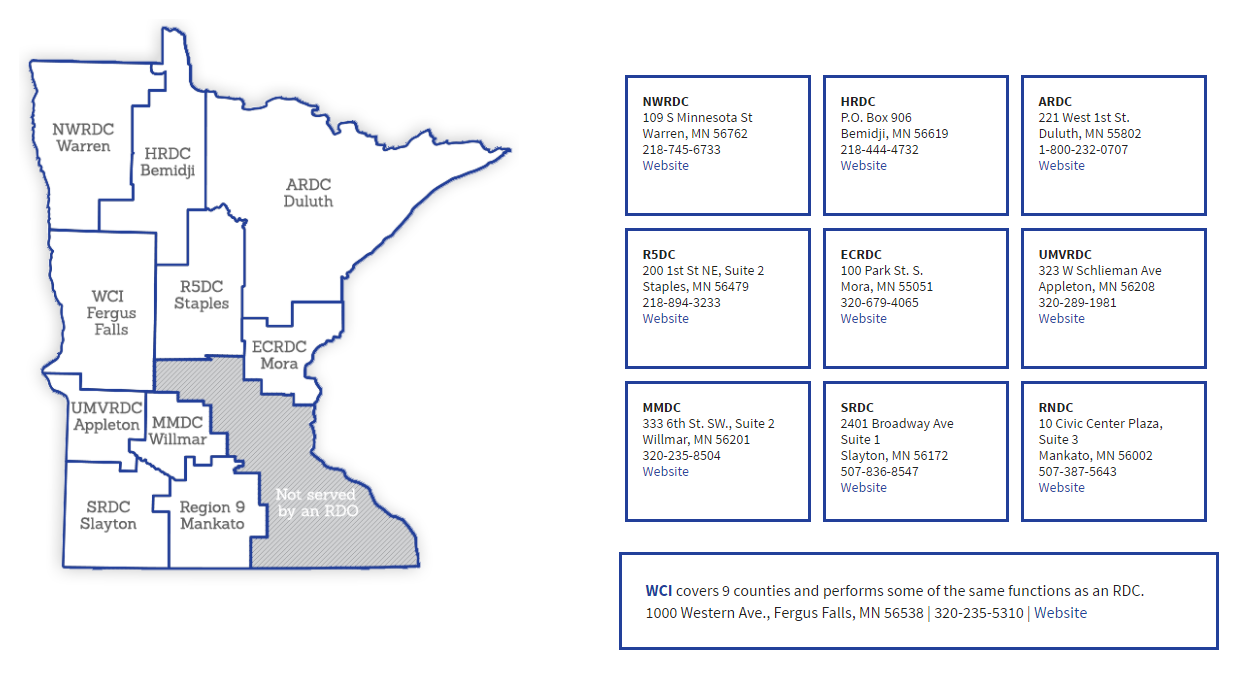 NWRDC
Warren
HRDC
Bemidji
ARDC
Duluth
WCI
Fergus
Falls
R5DC
Staples
ECRDC
Mora
UMVRDC
Appleton
MMDC
Willmar
SRDC
Slayton
Region 9
Mankato
Not served
by an RDO
NWRDC
109 S Minnesota St
Warren, MN 56762
218-745-6733
Website
HRDC
P.O. Box 906
Bemidji, MN 56619
218-444-4732
Website
ARDC
221 West 1st St.
Duluth, MN 55802
1-800-232-0707
Website
R5DC
200 1st St NE, Suite 2
Staples, MN 56479
218-894-3233
Website
ECRDC
100 Park St. S.
Mora, MN 55051
320-679-4065
Website
UMVRDC
323 W Schlieman Ave
Appleton, MN 56208
320-289-1981
Website
MMDC
333 6th St. SW., Suite 2
Willmar, MN 56201
320-235-8504
Website
SRDC
2401 Broadway Ave
Suite 1
Slayton, MN 56172
507-836-8547
Website
RNDC
10 Civic Center Plaza,
Suite 3
Mankato, MN 56002
507-387-5643
Website
WCI covers 9 counties and performs some of the same functions as an RDC.
1000 Western Ave., Fergus Falls, MN 56538 | 320-235-5310 | Website